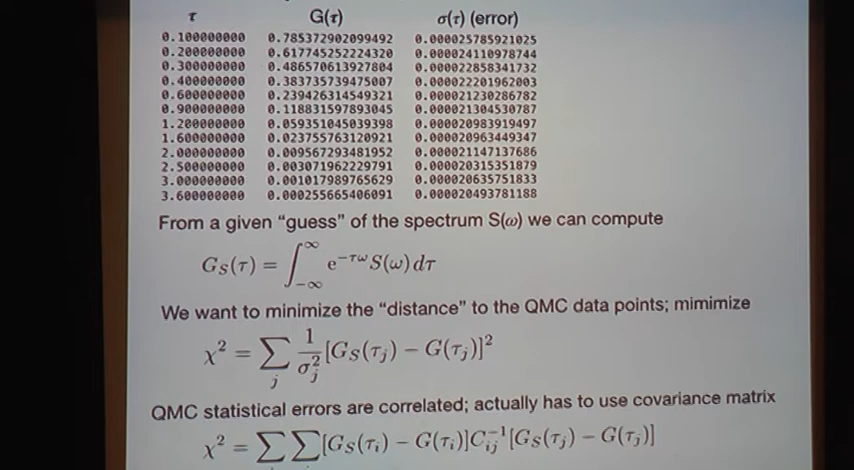 τ G(τ) σ(τ) (error)
0.100000000 0.785372902099492 0.000025785921025
0.200000000 0.617745252224320 0.000024110978744
0.300000000 0.486570613927804 0.000022858341732
0.400000000 0.383735739475007 0.000022201962003
0.600000000 0.239426314549321 0.000021230286782
0.900000000 0.118831597893045 0.000021304530787
1.200000000 0.059351045039398 0.000020983919497
1.600000000 0.023755763120921 0.000020963449347
2.000000000 0.009567293481952 0.000021147137686
2.500000000 0.003071962229791 0.000020315351879
3.000000000 0.001017989765629 0.000020635751833
3.600000000 0.000255665406091 0.000020493781188
From a given “guess” of the spectrum S(ω) we can compute
G_S(τ) = ∫_{-∞}^{∞} e^{-τω} S(ω) dτ
We want to minimize the “distance” to the QMC data points; mimimize
χ² = ∑_j 1/σ_j² [G_S(τ_j) − G(τ_j)]²
QMC statistical errors are correlated; actually has to use covariance matrix
χ² = ∑ ∑ [G_S(τ_i) − G(τ_i)] C_{ij}^{-1} [G_S(τ_j) − G(τ_j)]